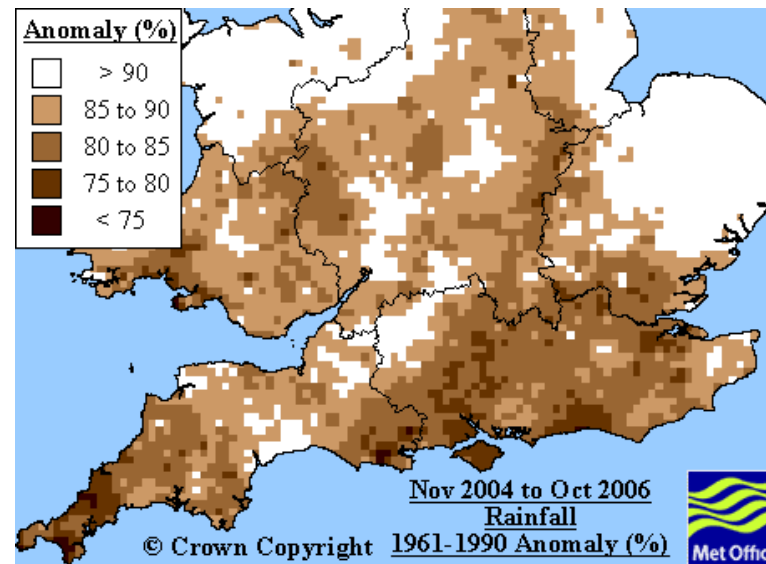 Anomaly (%)
> 90
85 to 90
80 to 85
75 to 80
< 75
Nov 2004 to Oct 2006
Rainfall
© Crown Copyright 1961-1990 Anomaly (%)
Met Offic